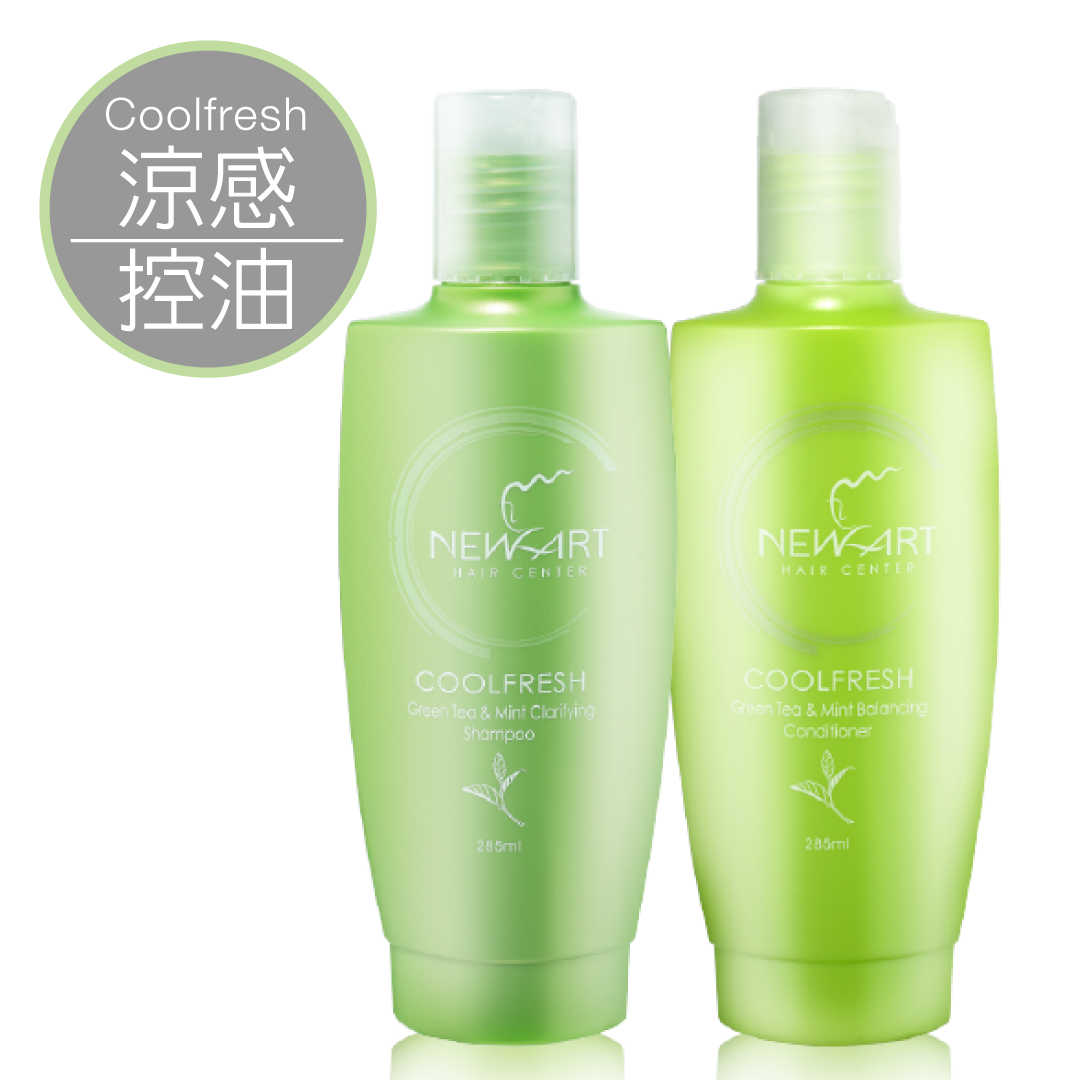 Coolfresh
涼感
控油
NEWART
HAIR CENTER
COOLFRESH
Green Tea & Mint Clarifying
Shampoo
285ml
NEWART
HAIR CENTER
COOLFRESH
Green Tea & Mint Balancing
Conditioner
285ml